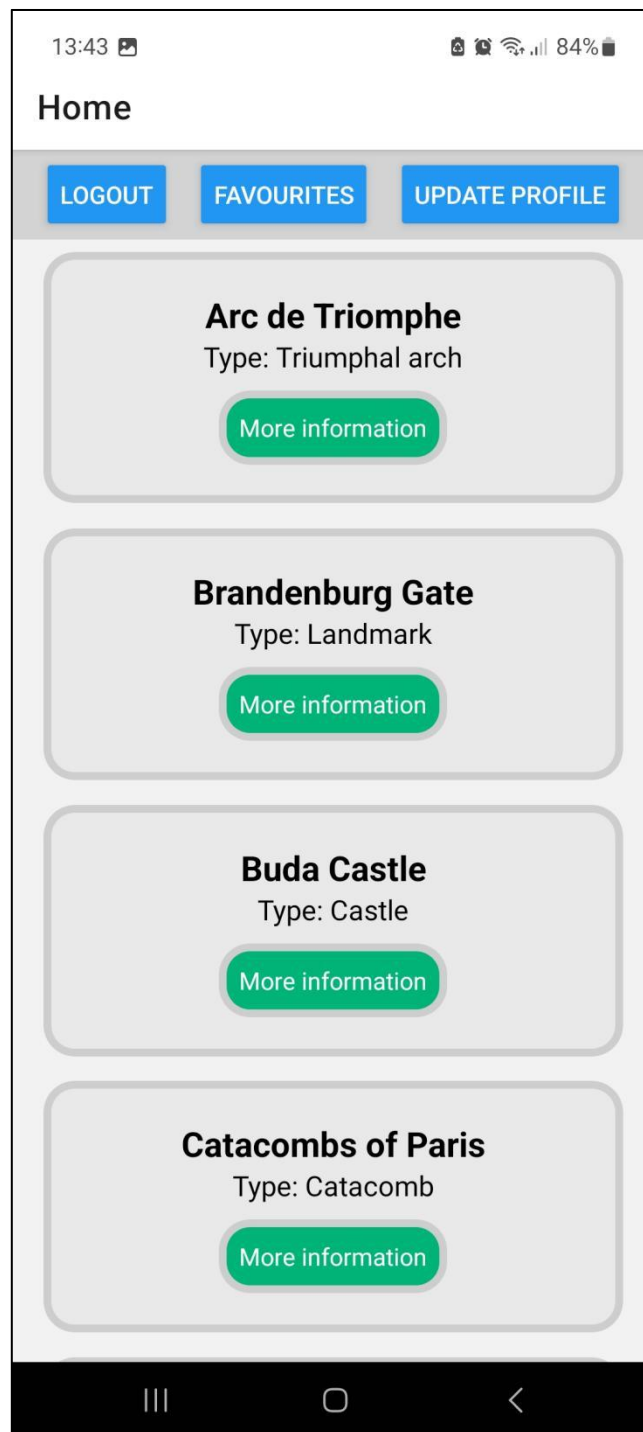 13:43 84%
Home
LOGOUT FAVOURITES UPDATE PROFILE
Arc de Triomphe
Type: Triumphal arch
More information
Brandenburg Gate
Type: Landmark
More information
Buda Castle
Type: Castle
More information
Catacombs of Paris
Type: Catacomb
More information